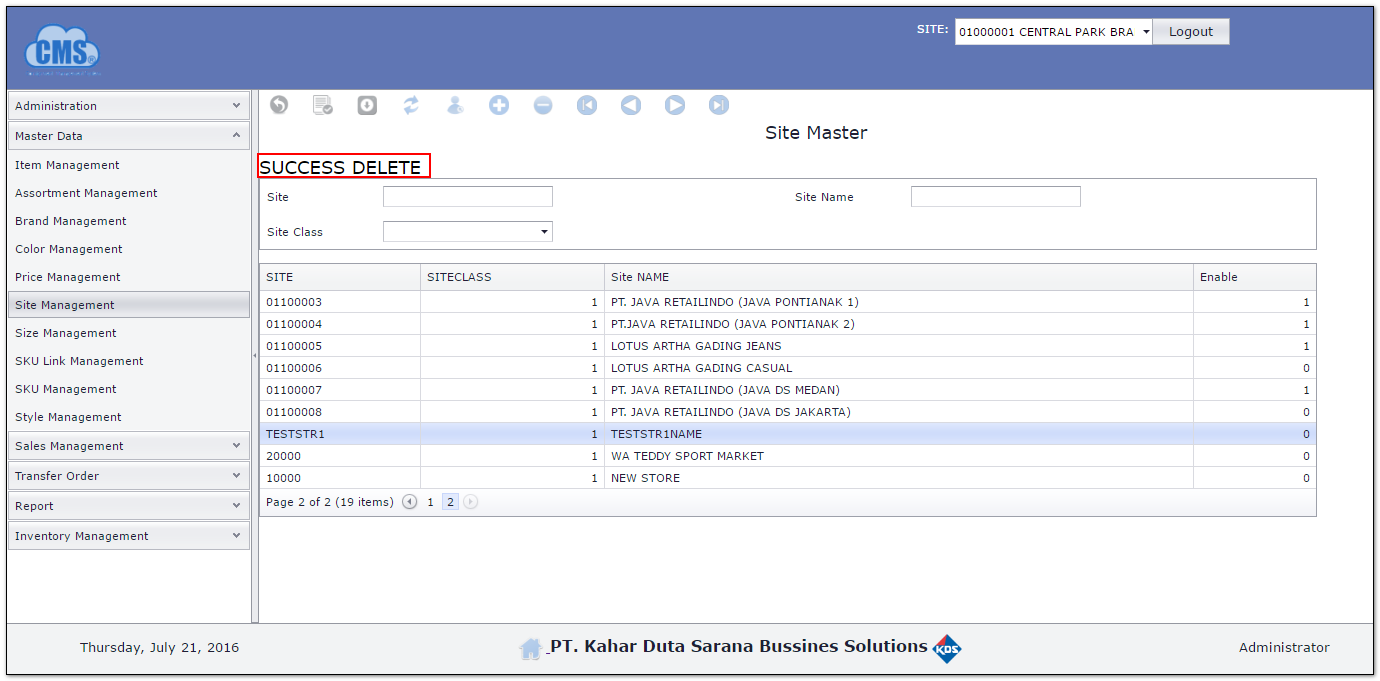 SITE: 01000001 CENTRAL PARK BRA Logout
CMS
Administration
Master Data
Item Management
Assortment Management
Brand Management
Color Management
Price Management
Site Management
Size Management
SKU Link Management
SKU Management
Style Management
Sales Management
Transfer Order
Report
Inventory Management
Site Master
SUCCESS DELETE
Site Site Name
Site Class
SITE SITECLASS Site NAME Enable
01100003 1 PT. JAVA RETAILINDO (JAVA PONTIANAK 1) 1
01100004 1 PT.JAVA RETAILINDO (JAVA PONTIANAK 2) 1
01100005 1 LOTUS ARTHA GADING JEANS 1
01100006 1 LOTUS ARTHA GADING CASUAL 0
01100007 1 PT. JAVA RETAILINDO (JAVA DS MEDAN) 1
01100008 1 PT. JAVA RETAILINDO (JAVA DS JAKARTA) 0
TESTSTR1 1 TESTSTR1NAME 0
20000 1 WA TEDDY SPORT MARKET 0
10000 1 NEW STORE 0
Page 2 of 2 (19 items) 1 2
Thursday, July 21, 2016 PT. Kahar Duta Sarana Bussines Solutions KDS Administrator